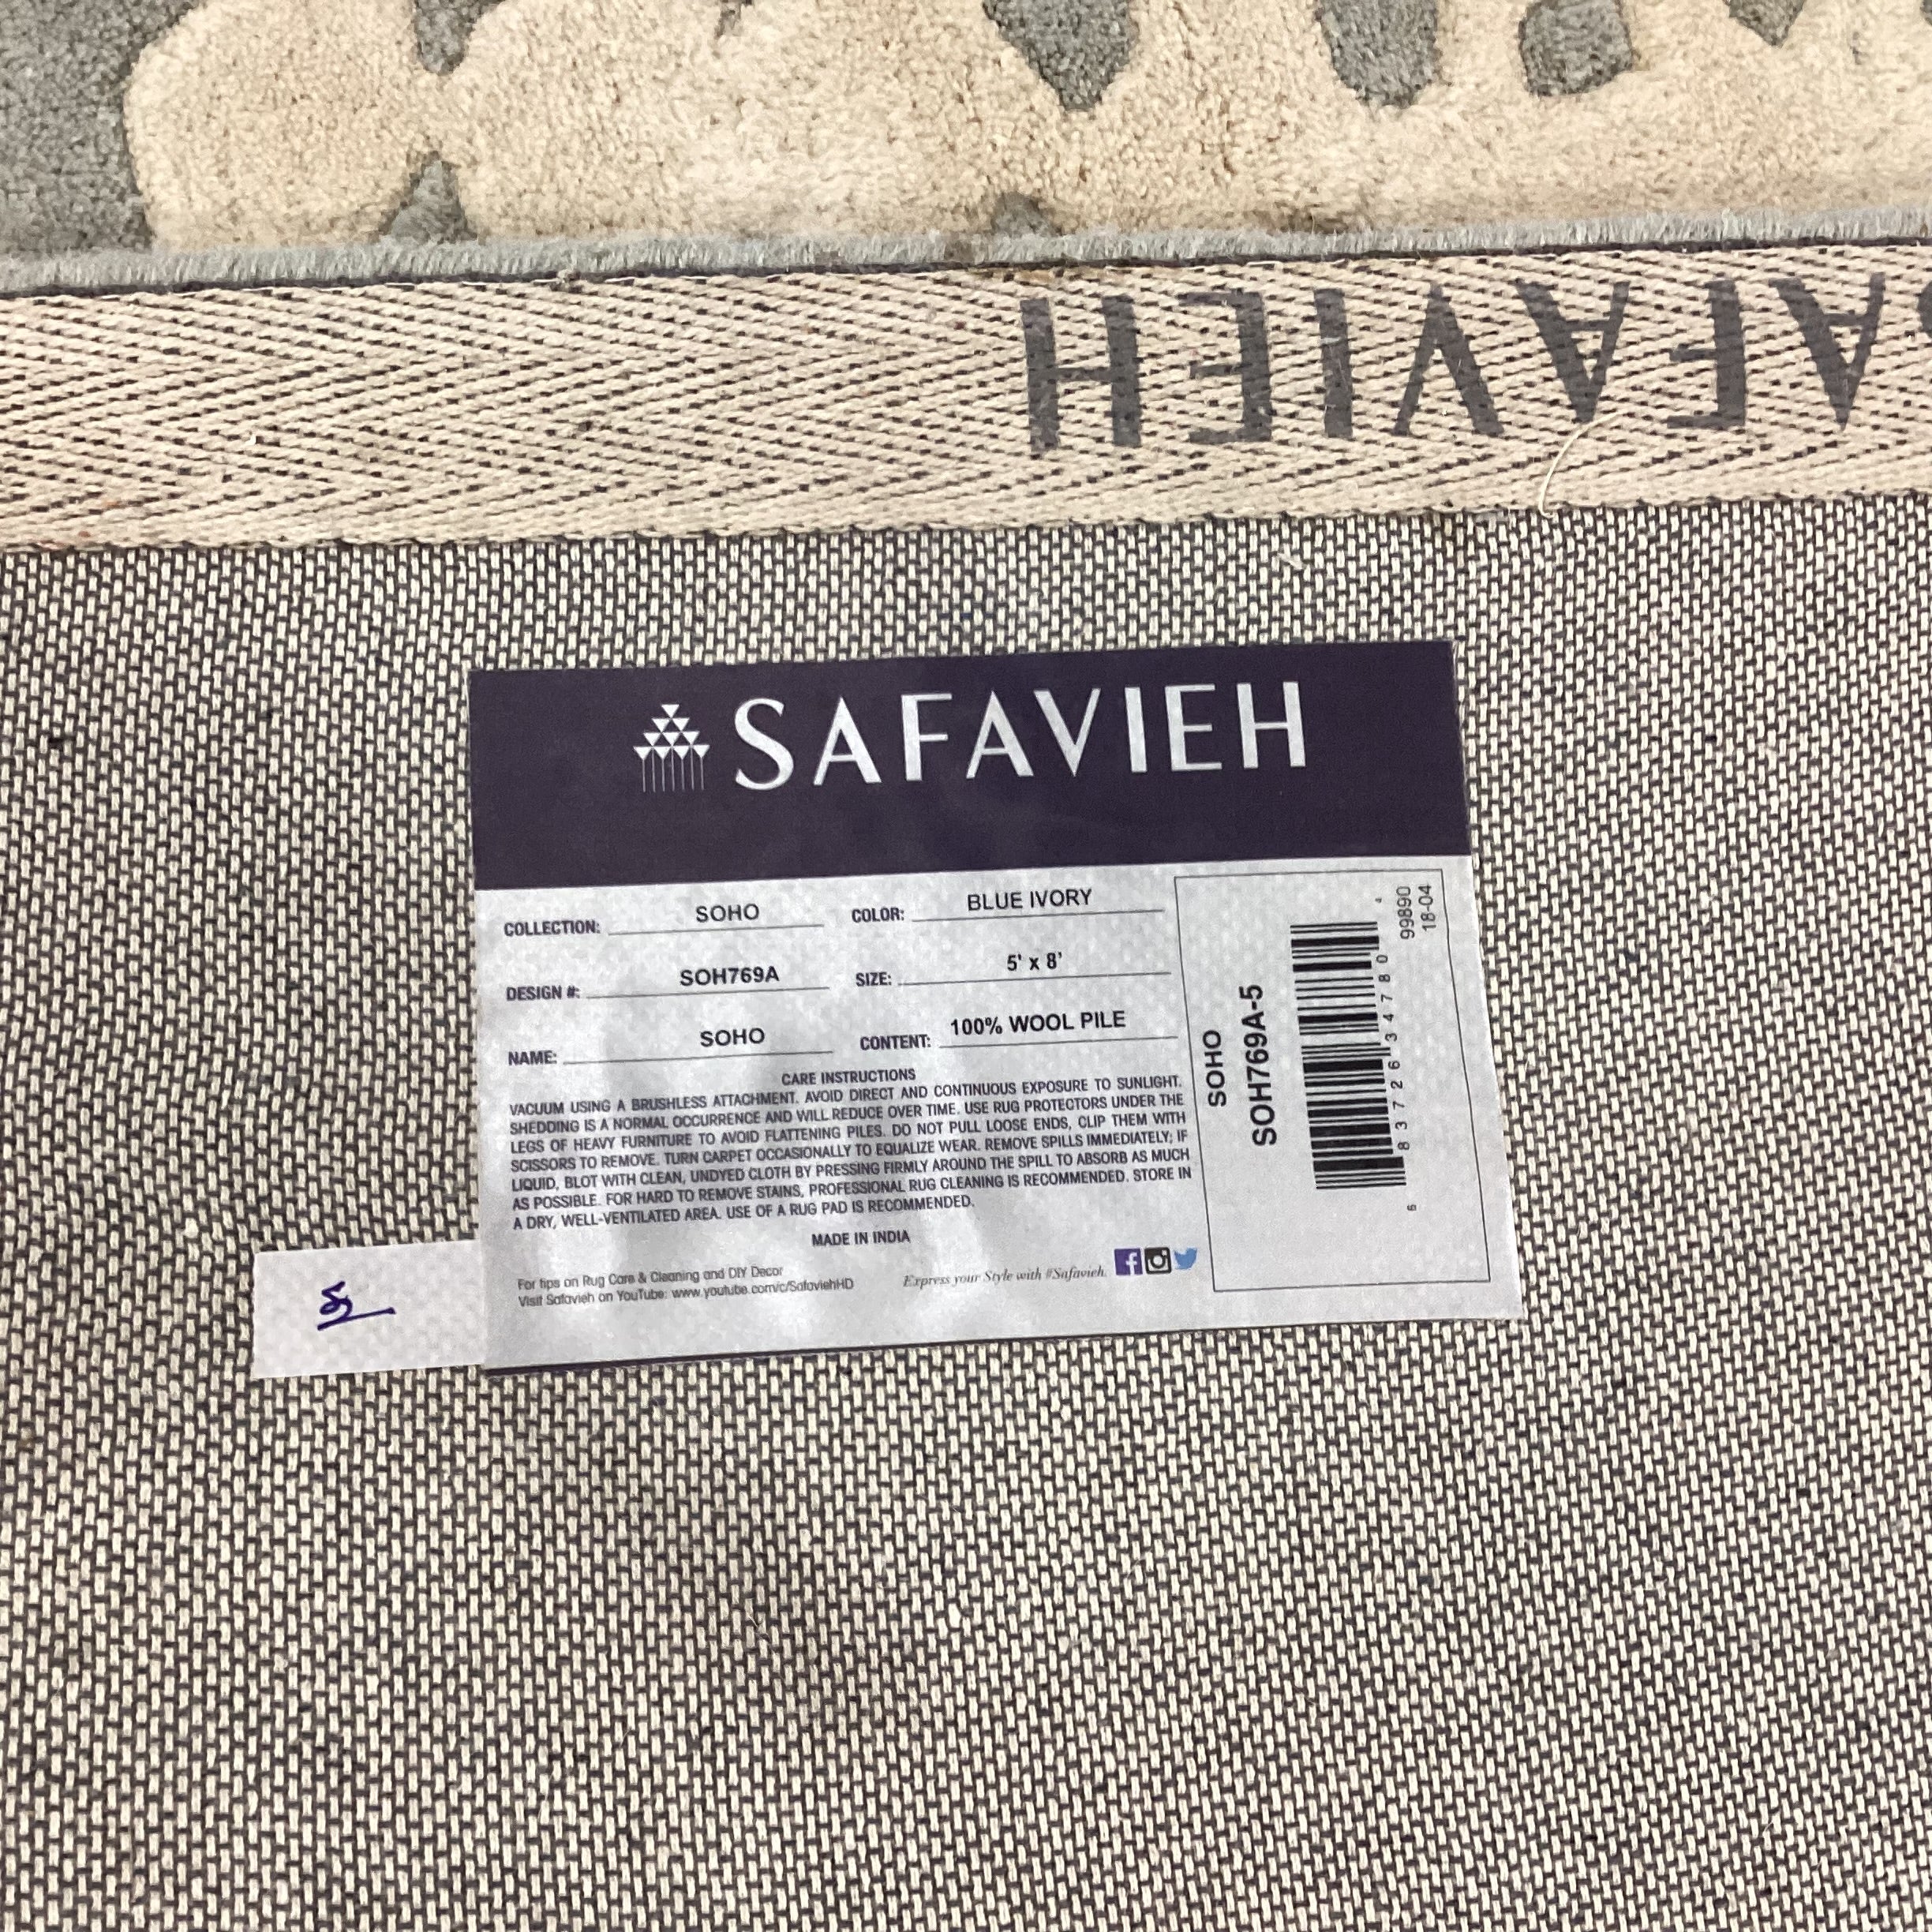 SAFAVIEH
SAFAVIEH
COLLECTION: SOHO COLOR: BLUE IVORY
DESIGN #: SOH769A SIZE: 5' x 8'
NAME: SOHO CONTENT: 100% WOOL PILE
CARE INSTRUCTIONS
VACUUM USING A BRUSHLESS ATTACHMENT. AVOID DIRECT AND CONTINUOUS EXPOSURE TO SUNLIGHT.
SHEDDING IS A NORMAL OCCURRENCE AND WILL REDUCE OVER TIME. USE RUG PROTECTORS UNDER THE
LEGS OF HEAVY FURNITURE TO AVOID FLATTENING PILES. DO NOT PULL LOOSE ENDS, CLIP THEM WITH
SCISSORS TO REMOVE. TURN CARPET OCCASIONALLY TO EQUALIZE WEAR. REMOVE SPILLS IMMEDIATELY; IF
LIQUID, BLOT WITH CLEAN, UNDYED CLOTH BY PRESSING FIRMLY AROUND THE SPILL TO ABSORB AS MUCH
AS POSSIBLE. FOR HARD TO REMOVE STAINS, PROFESSIONAL RUG CLEANING IS RECOMMENDED. STORE IN
A DRY, WELL-VENTILATED AREA. USE OF A RUG PAD IS RECOMMENDED.
MADE IN INDIA
For tips on Rug Care & Cleaning and DIY Decor
Visit Safavieh on YouTube: www.youtube.com/c/SafaviehHD
Express your Style with #Safavieh.
SOHO
SOH769A-5
6 83726 34780 4
99890
18-04